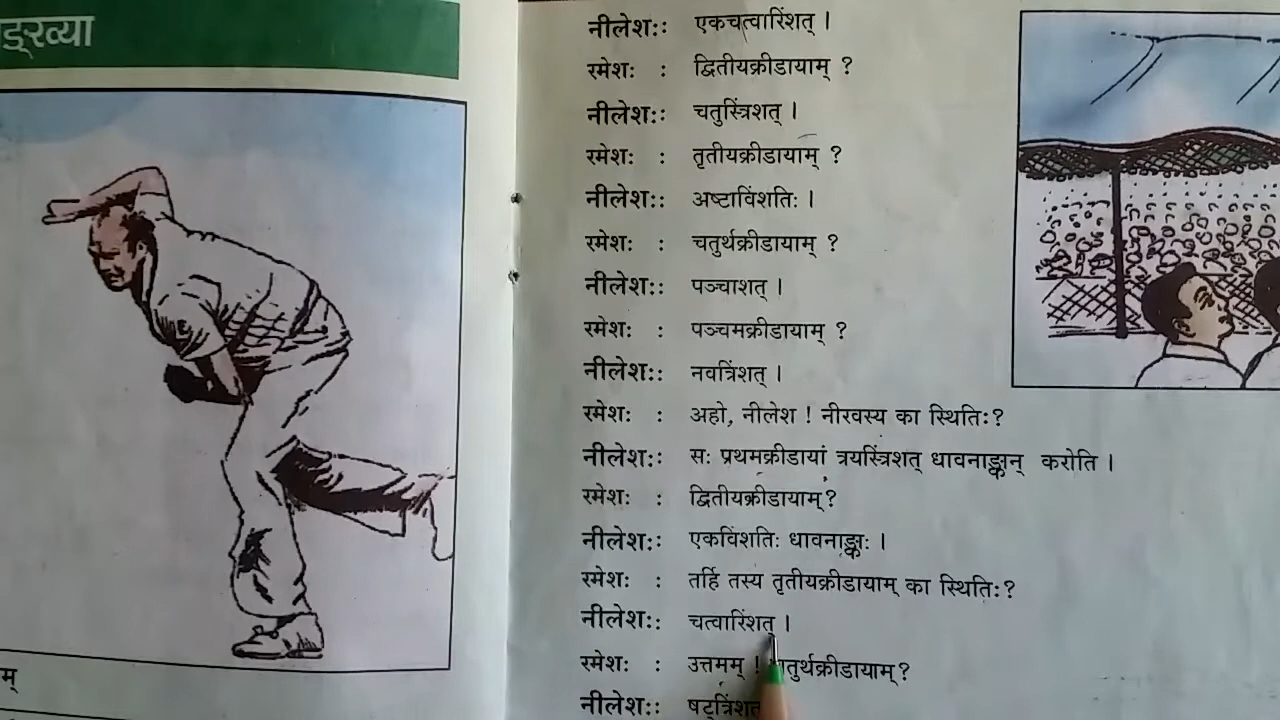 ङ्ख्या
म्
नीलेशः : एकचत्वारिंशत् ।
रमेशः : द्वितीयक्रीडायाम् ?
नीलेशः : चतुस्त्रिंशत् ।
रमेशः : तृतीयक्रीडायाम् ?
नीलेशः : अष्टाविंशतिः ।
रमेशः : चतुर्थक्रीडायाम् ?
नीलेशः : पञ्चाशत् ।
रमेशः : पञ्चमक्रीडायाम् ?
नीलेशः : नवत्रिंशत् ।
रमेशः : अहो, नीलेश ! नीरवस्य का स्थितिः?
नीलेशः : सः प्रथमक्रीडायां त्रयस्त्रिंशत् धावनाङ्कान् करोति ।
रमेशः : द्वितीयक्रीडायाम्?
नीलेशः : एकविंशतिः धावनाङ्काः ।
रमेशः : तर्हि तस्य तृतीयक्रीडायाम् का स्थितिः?
नीलेशः : चत्वारिंशत् ।
रमेशः : उत्तमम् ! चतुर्थक्रीडायाम्?
नीलेशः : षट्त्रिंशत्